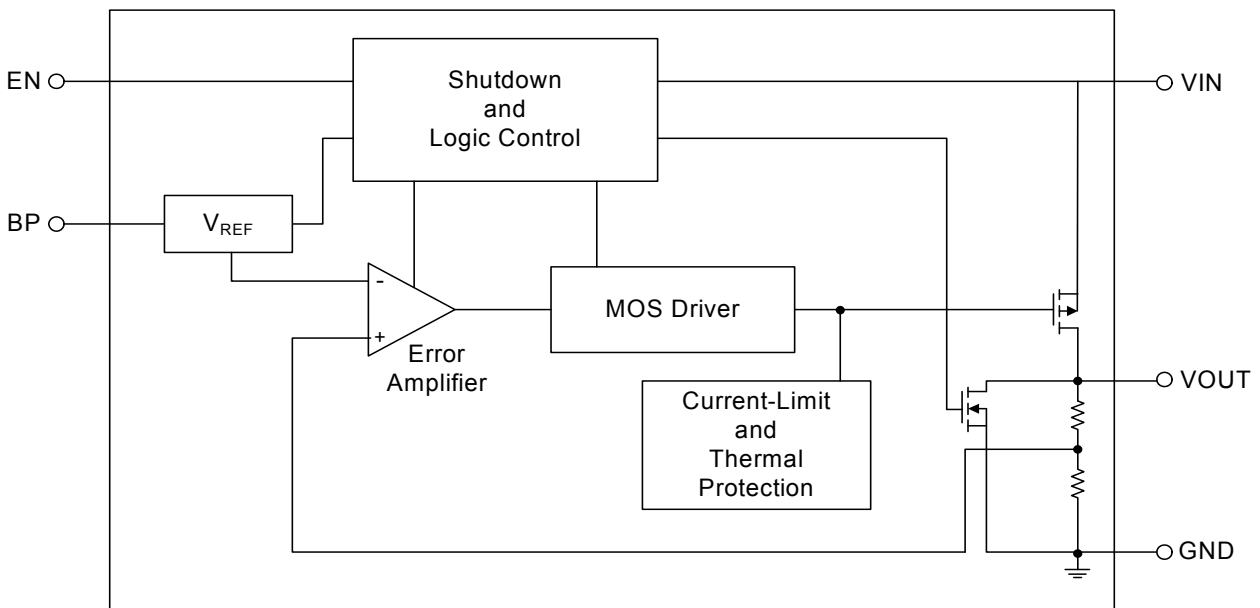 EN
Shutdown
and
Logic Control
VIN
BP
VREF
-
+
Error
Amplifier
MOS Driver
Current-Limit
and
Thermal
Protection
VOUT
GND